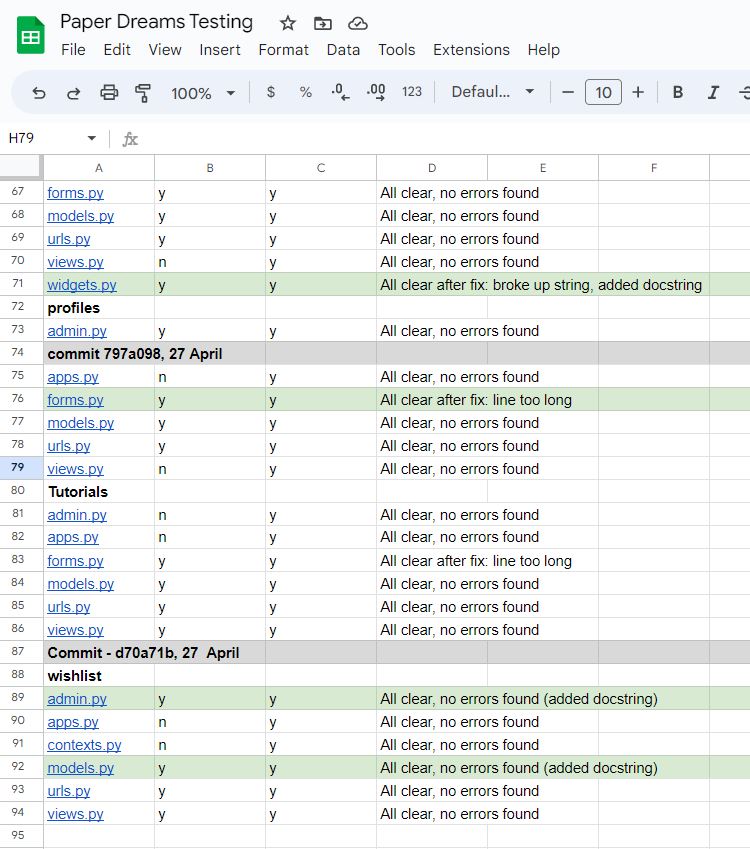 Paper Dreams Testing
File Edit View Insert Format Data Tools Extensions Help
100% $ % .0 .00 123 Defaul... − 10 + B I
H79 fx
A B C D E F
67 forms.py y y All clear, no errors found
68 models.py y y All clear, no errors found
69 urls.py y y All clear, no errors found
70 views.py n y All clear, no errors found
71 widgets.py y y All clear after fix: broke up string, added docstring
72 profiles
73 admin.py y y All clear, no errors found
74 commit 797a098, 27 April
75 apps.py n y All clear, no errors found
76 forms.py y y All clear after fix: line too long
77 models.py y y All clear, no errors found
78 urls.py y y All clear, no errors found
79 views.py n y All clear, no errors found
80 Tutorials
81 admin.py n y All clear, no errors found
82 apps.py n y All clear, no errors found
83 forms.py y y All clear after fix: line too long
84 models.py y y All clear, no errors found
85 urls.py y y All clear, no errors found
86 views.py y y All clear, no errors found
87 Commit - d70a71b, 27 April
88 wishlist
89 admin.py y y All clear, no errors found (added docstring)
90 apps.py n y All clear, no errors found
91 contexts.py n y All clear, no errors found
92 models.py y y All clear, no errors found (added docstring)
93 urls.py y y All clear, no errors found
94 views.py y y All clear, no errors found
95